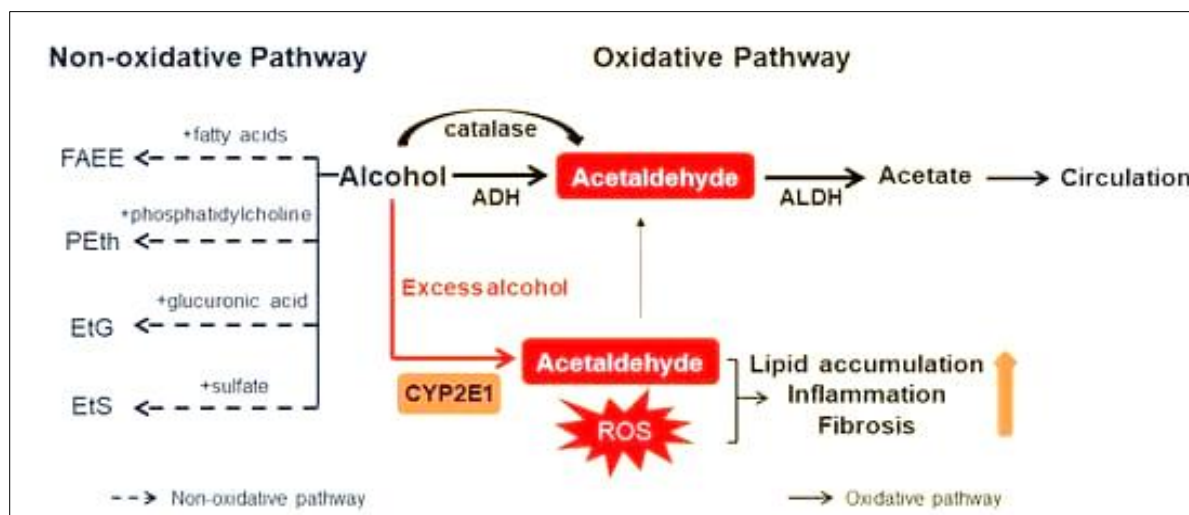 Non-oxidative Pathway
Oxidative Pathway
catalase
+fatty acids
FAEE
Alcohol
ADH
Acetaldehyde
ALDH
Acetate
Circulation
+phosphatidylcholine
PEth
Excess alcohol
+glucuronic acid
EtG
Acetaldehyde
CYP2E1
ROS
Lipid accumulation
Inflammation
Fibrosis
+sulfate
EtS
Non-oxidative pathway
Oxidative pathway